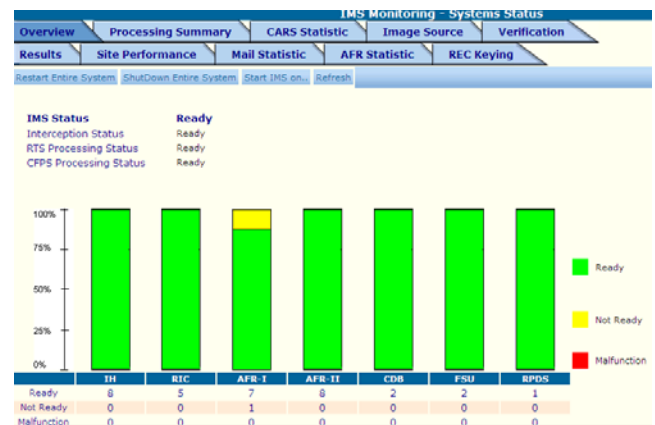 IMS Monitoring - Systems Status
Overview Processing Summary CARS Statistic Image Source Verification
Results Site Performance Mail Statistic AFR Statistic REC Keying
Restart Entire System ShutDown Entire System Start IMS on.. Refresh
IMS Status Ready
Interception Status Ready
RTS Processing Status Ready
CFPS Processing Status Ready
100%
75%
50%
25%
0%
Ready
Not Ready
Malfunction
IH RIC AFR-I AFR-II CDB FSU RPDS
Ready 8 5 7 8 2 2 1
Not Ready 0 0 1 0 0 0 0
Malfunction 0 0 0 0 0 0 0